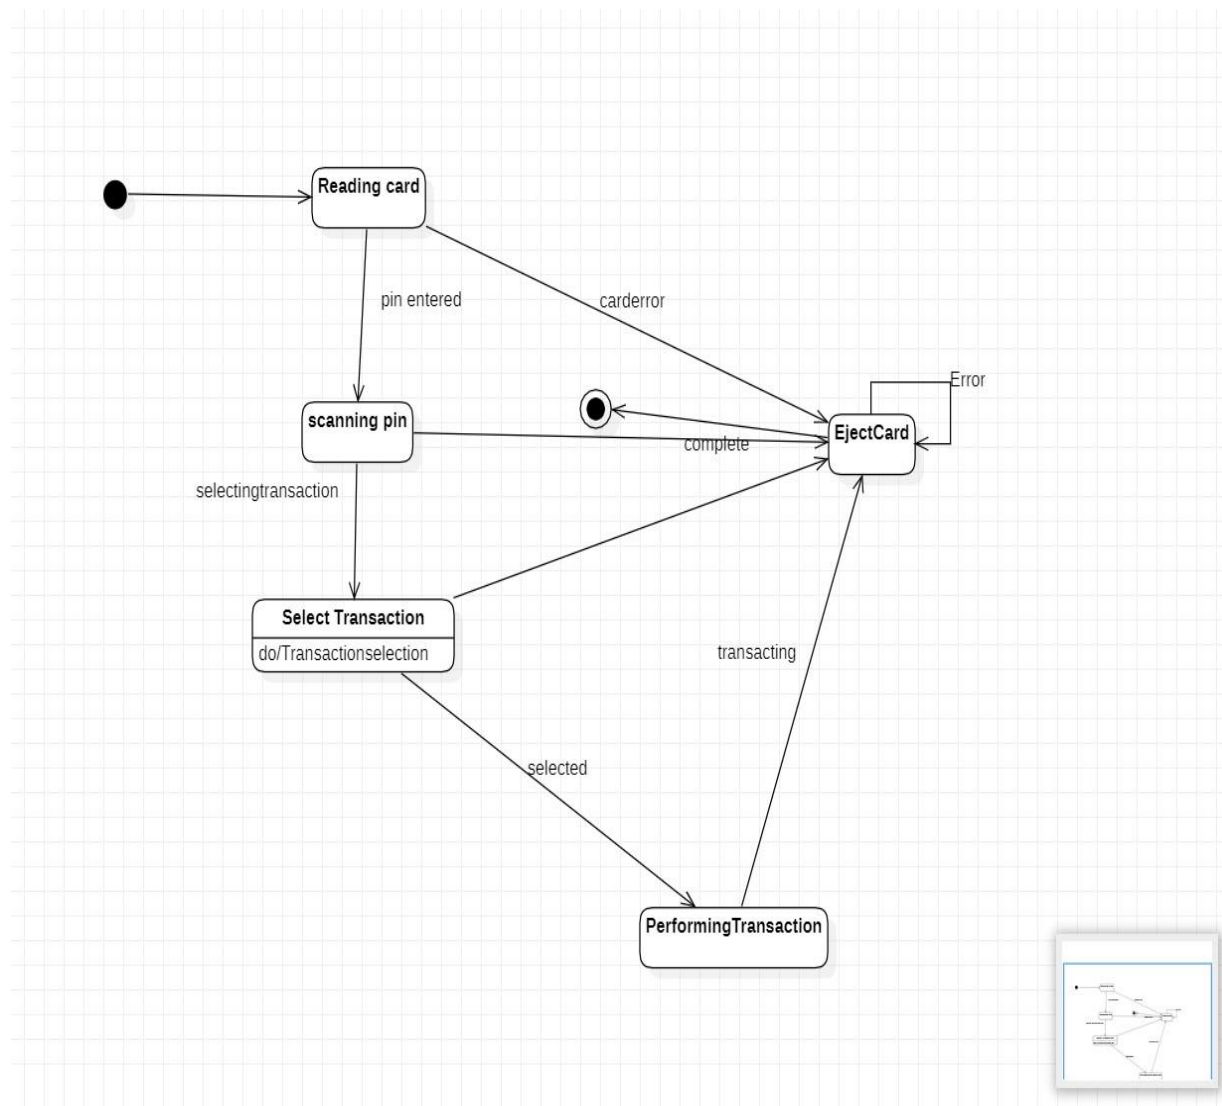 Reading card
pin entered
carderror
Error
scanning pin
EjectCard
complete
selectingtransaction
Select Transaction
do/Transactionselection
transacting
selected
PerformingTransaction